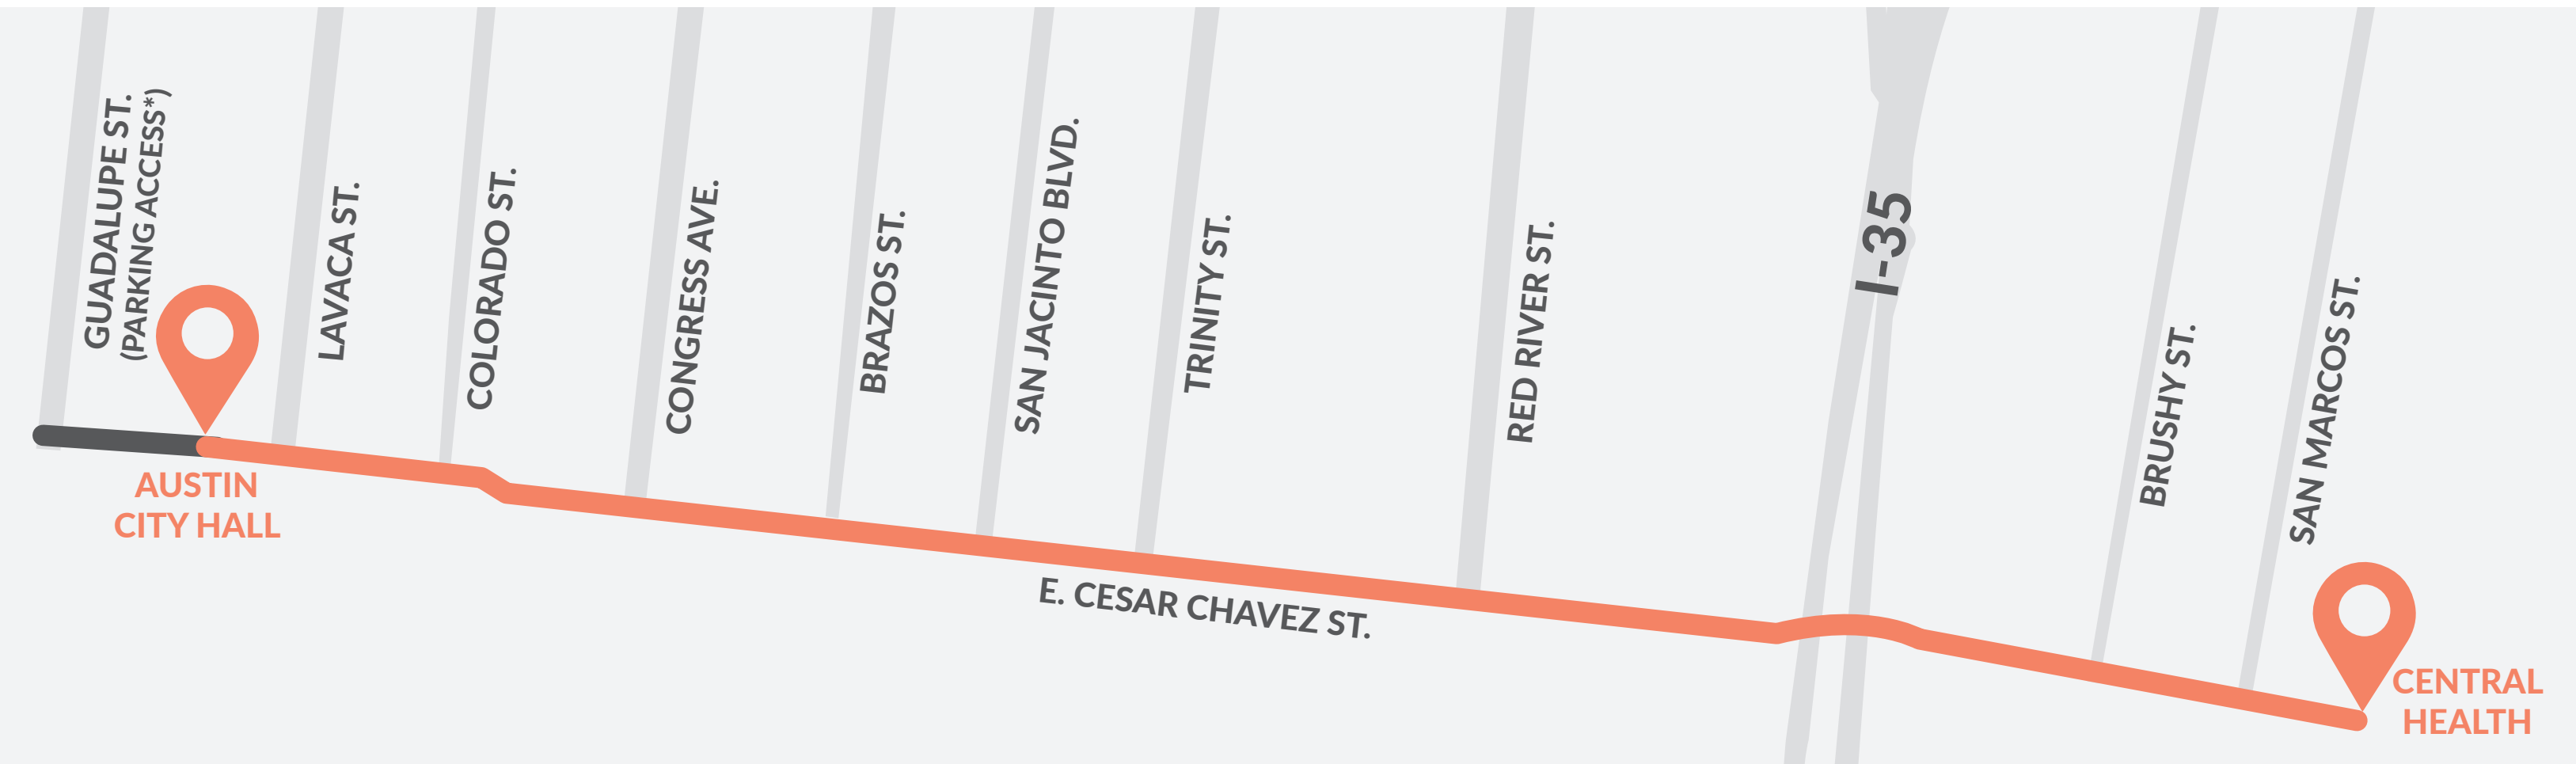 GUADALUPE ST.
(PARKING ACCESS*)
LAVACA ST.
COLORADO ST.
CONGRESS AVE.
BRAZOS ST.
SAN JACINTO BLVD.
TRINITY ST.
RED RIVER ST.
I-35
BRUSHY ST.
SAN MARCOS ST.
AUSTIN
CITY HALL
E. CESAR CHAVEZ ST.
CENTRAL
HEALTH